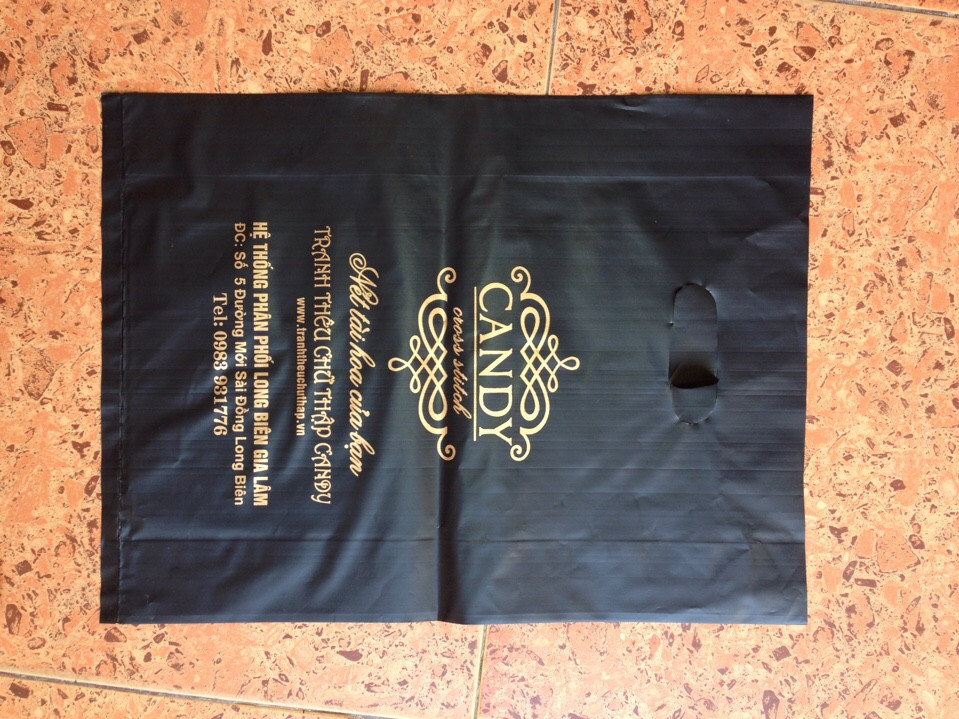 CANDY
cross stitch
Nét tài hoa của bạn
TRANH THÊU CHỮ THẬP CANDY
www.tranhtheuchuthap.vn
HỆ THỐNG PHÂN PHỐI LONG BIÊN GIA LÂM
ĐC: Số 5 Đường Mới Sài Đồng Long Biên
Tel: 0983 931776